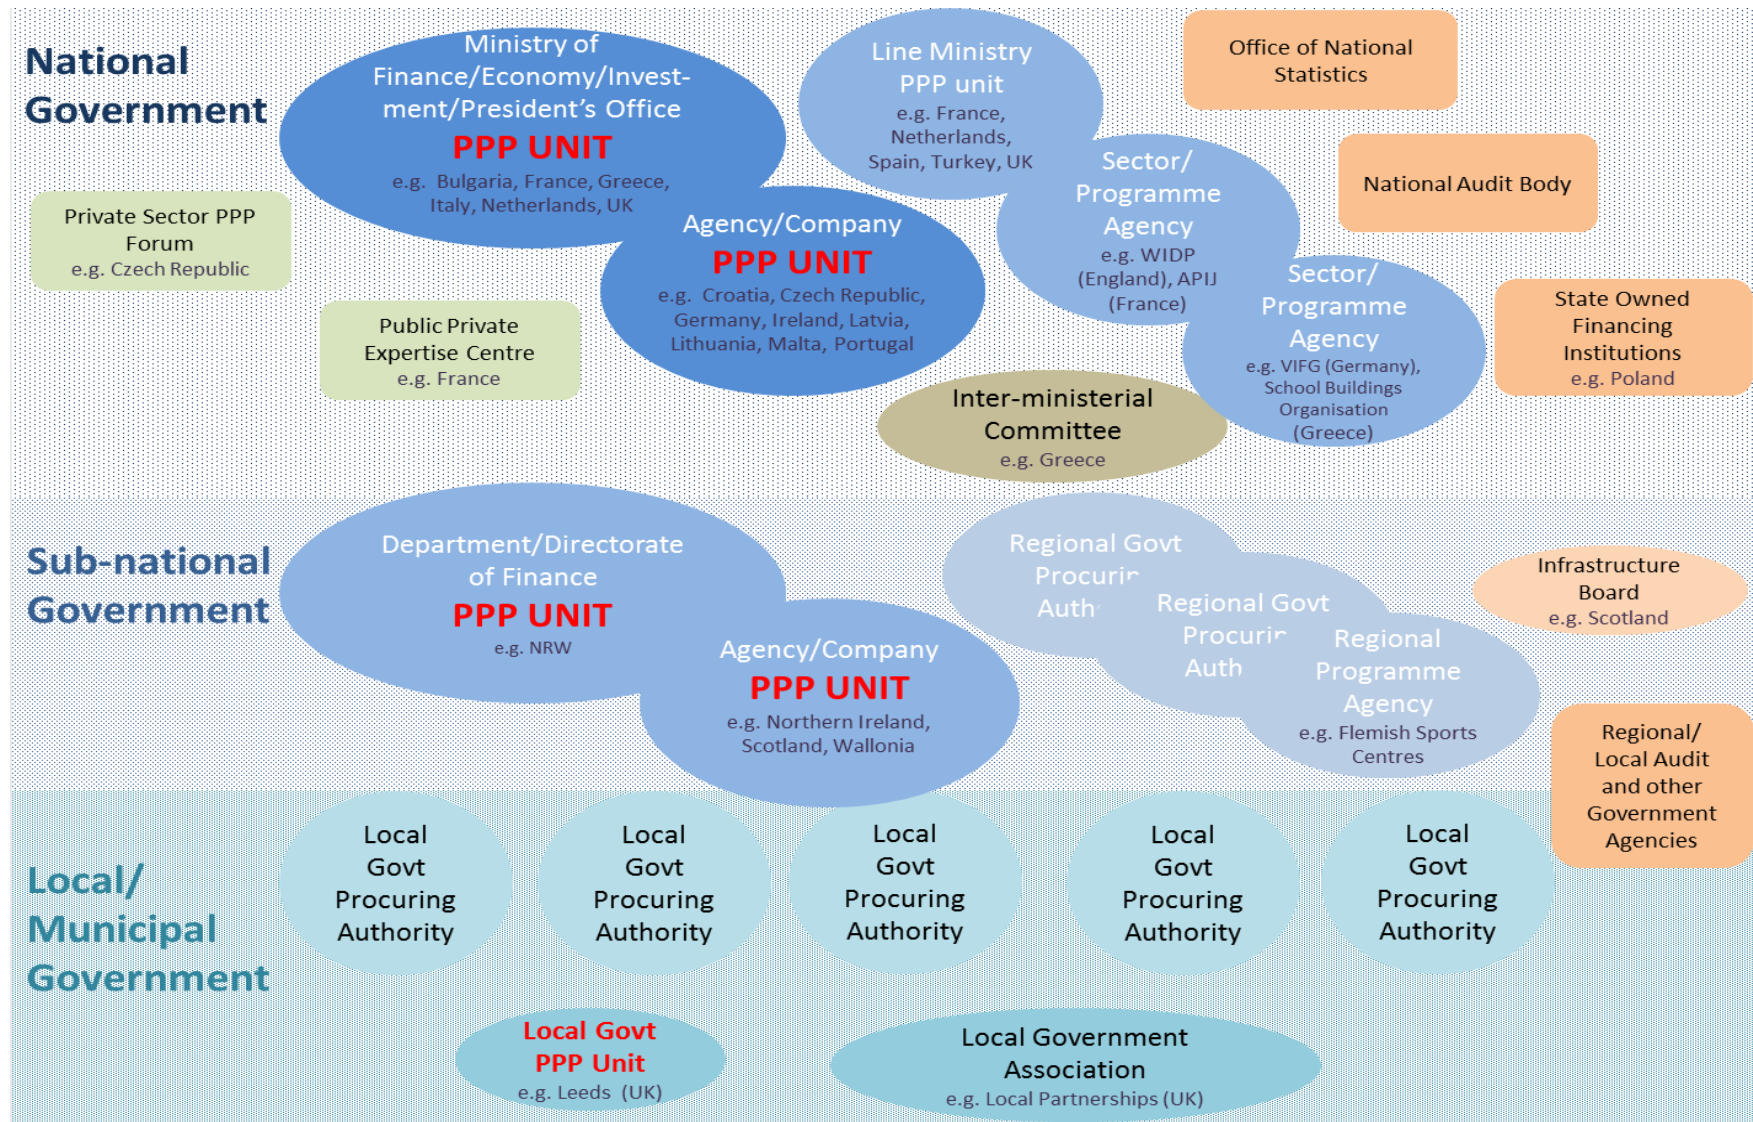 National
Government
Ministry of
Finance/Economy/Invest-
ment/President’s Office
PPP UNIT
e.g.  Bulgaria, France, Greece,
Italy, Netherlands, UK
Line Ministry
PPP unit
e.g. France,
Netherlands,
Spain, Turkey, UK
Office of National
Statistics
Sector/
Programme
Agency
e.g. WIDP
(England), APIJ
(France)
National Audit Body
Private Sector PPP
Forum
e.g. Czech Republic
Agency/Company
PPP UNIT
e.g.  Croatia, Czech Republic,
Germany, Ireland, Latvia,
Lithuania, Malta, Portugal
Sector/
Programme
Agency
e.g. VIFG (Germany),
School Buildings
Organisation
(Greece)
State Owned
Financing
Institutions
e.g. Poland
Public Private
Expertise Centre
e.g. France
Inter-ministerial
Committee
e.g. Greece
Sub-national
Government
Department/Directorate
of Finance
PPP UNIT
e.g. NRW
Agency/Company
PPP UNIT
e.g. Northern Ireland,
Scotland, Wallonia
Regional Govt
Regional Govt
Regional
Programme
Agency
e.g. Flemish Sports
Centres
Infrastructure
Board
e.g. Scotland
Regional/
Local Audit
and other
Government
Agencies
Local/
Municipal
Government
Local
Govt
Procuring
Authority
Local
Govt
Procuring
Authority
Local
Govt
Procuring
Authority
Local
Govt
Procuring
Authority
Local
Govt
Procuring
Authority
Local Govt
PPP Unit
e.g. Leeds  (UK)
Local Government
Association
e.g. Local Partnerships (UK)